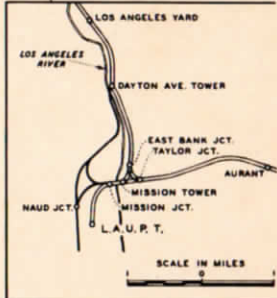 LOS ANGELES YARD
LOS ANGELES
RIVER
DAYTON AVE. TOWER
EAST BANK JCT.
TAYLOR JCT.
AURANT
MISSION TOWER
NAUD JCT.
MISSION JCT.
L.A.U.P.T.
SCALE IN MILES
0